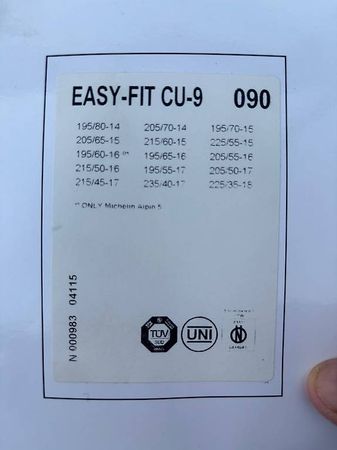 EASY-FIT CU-9 090
195/80-14 205/70-14 195/70-15
205/65-15 215/60-15 225/55-15
195/60-16 ** 195/65-16 205/55-16
215/50-16 195/55-17 205/50-17
215/45-17 235/40-17 225/35-18
** ONLY Michelin Alpin 5
N 000983 04115
TÜV
SÜD
UNI